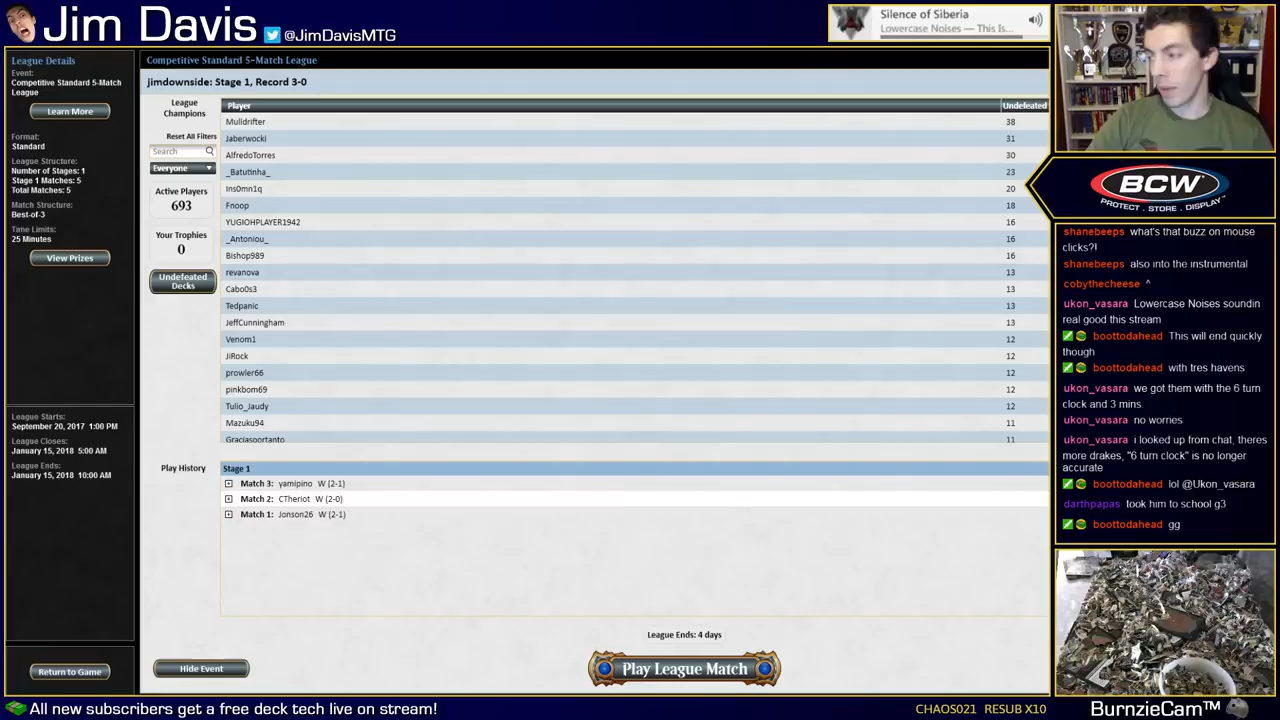 Jim Davis @JimDavisMTG
Silence of Siberia
Lowercase Noises — This Is...
League Details
Event:
Competitive Standard 5-Match
League
Learn More
Format:
Standard
League Structure:
Number of Stages: 1
Stage 1 Matches: 5
Total Matches: 5
Match Structure:
Best-of-3
Time Limits:
25 Minutes
View Prizes
League Starts:
September 20, 2017 1:00 PM
League Closes:
January 15, 2018 5:00 AM
League Ends:
January 15, 2018 10:00 AM
Return to Game
Competitive Standard 5-Match League
jimdownside: Stage 1, Record 3-0
League
Champions
Reset All Filters
Search
Everyone
Active Players
693
Your Trophies
0
Undefeated
Decks
Player Undefeated
Mulldrifter 38
Jaberwocki 31
AlfredoTorres 30
_Batutinha_ 23
Ins0mn1q 20
Fnoop 18
YUGIOHPLAYER1942 16
_Antoniou_ 16
Bishop989 16
revanova 13
Cabo0s3 13
Tedpanic 13
JeffCunningham 13
Venom1 12
JiRock 12
prowler66 12
pinkbom69 12
Tulio_Jaudy 12
Mazuku94 11
Graciasportanto 11
Play History
Stage 1
Match 3: yamipino W (2-1)
Match 2: CTheriot W (2-0)
Match 1: Jonson26 W (2-1)
League Ends: 4 days
Hide Event
Play League Match
BCW
PROTECT . STORE . DISPLAY
shanebeeps what's that buzz on mouse
clicks?!
shanebeeps also into the instrumental
cobythecheese ^
ukon_vasara Lowercase Noises soundin
real good this stream
boottodahead This will end quickly
though
boottodahead with tres havens
ukon_vasara we got them with the 6 turn
clock and 3 mins.
ukon_vasara no worries
ukon_vasara i looked up from chat, theres
more drakes, "6 turn clock" is no longer
accurate
boottodahead lol @Ukon_vasara
darthpapas took him to school g3
boottodahead gg
All new subscribers get a free deck tech live on stream!
CHAOS021 RESUB X10
BurnzieCam™